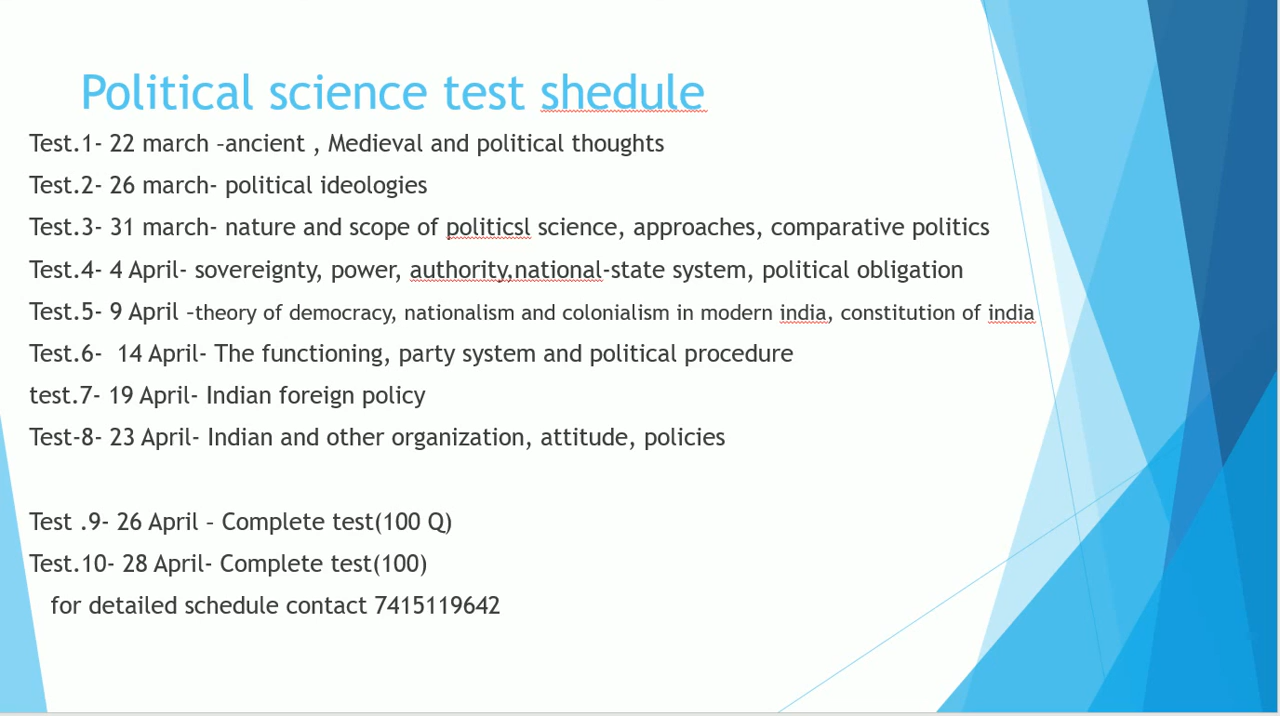 Political science test shedule
Test.1- 22 march –ancient , Medieval and political thoughts
Test.2- 26 march- political ideologies
Test.3- 31 march- nature and scope of politicsl science, approaches, comparative politics
Test.4- 4 April- sovereignty, power, authority,national-state system, political obligation
Test.5- 9 April –theory of democracy, nationalism and colonialism in modern india, constitution of india
Test.6-  14 April- The functioning, party system and political procedure
test.7- 19 April- Indian foreign policy
Test-8- 23 April- Indian and other organization, attitude, policies
Test .9- 26 April – Complete test(100 Q)
Test.10- 28 April- Complete test(100)
for detailed schedule contact 7415119642